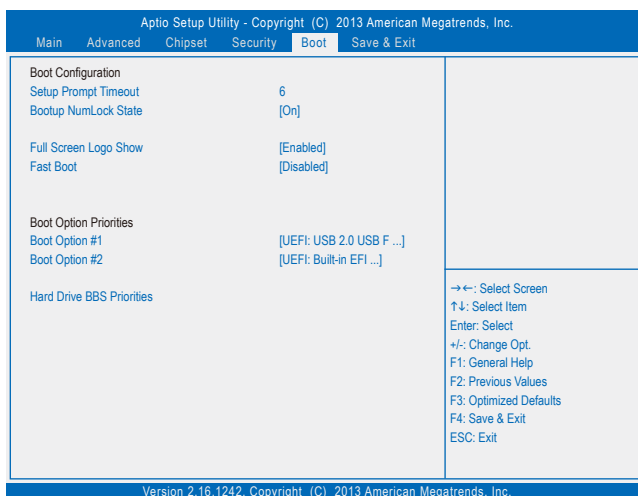 Aptio Setup Utility - Copyright (C) 2013 American Megatrends, Inc.
Main Advanced Chipset Security Boot Save & Exit
Boot Configuration
Setup Prompt Timeout 6
Bootup NumLock State [On]
Full Screen Logo Show [Enabled]
Fast Boot [Disabled]
Boot Option Priorities
Boot Option #1 [UEFI: USB 2.0 USB F ...]
Boot Option #2 [UEFI: Built-in EFI ...]
Hard Drive BBS Priorities
→←: Select Screen
↑↓: Select Item
Enter: Select
+/-: Change Opt.
F1: General Help
F2: Previous Values
F3: Optimized Defaults
F4: Save & Exit
ESC: Exit
Version 2.16.1242. Copyright (C) 2013 American Megatrends, Inc.